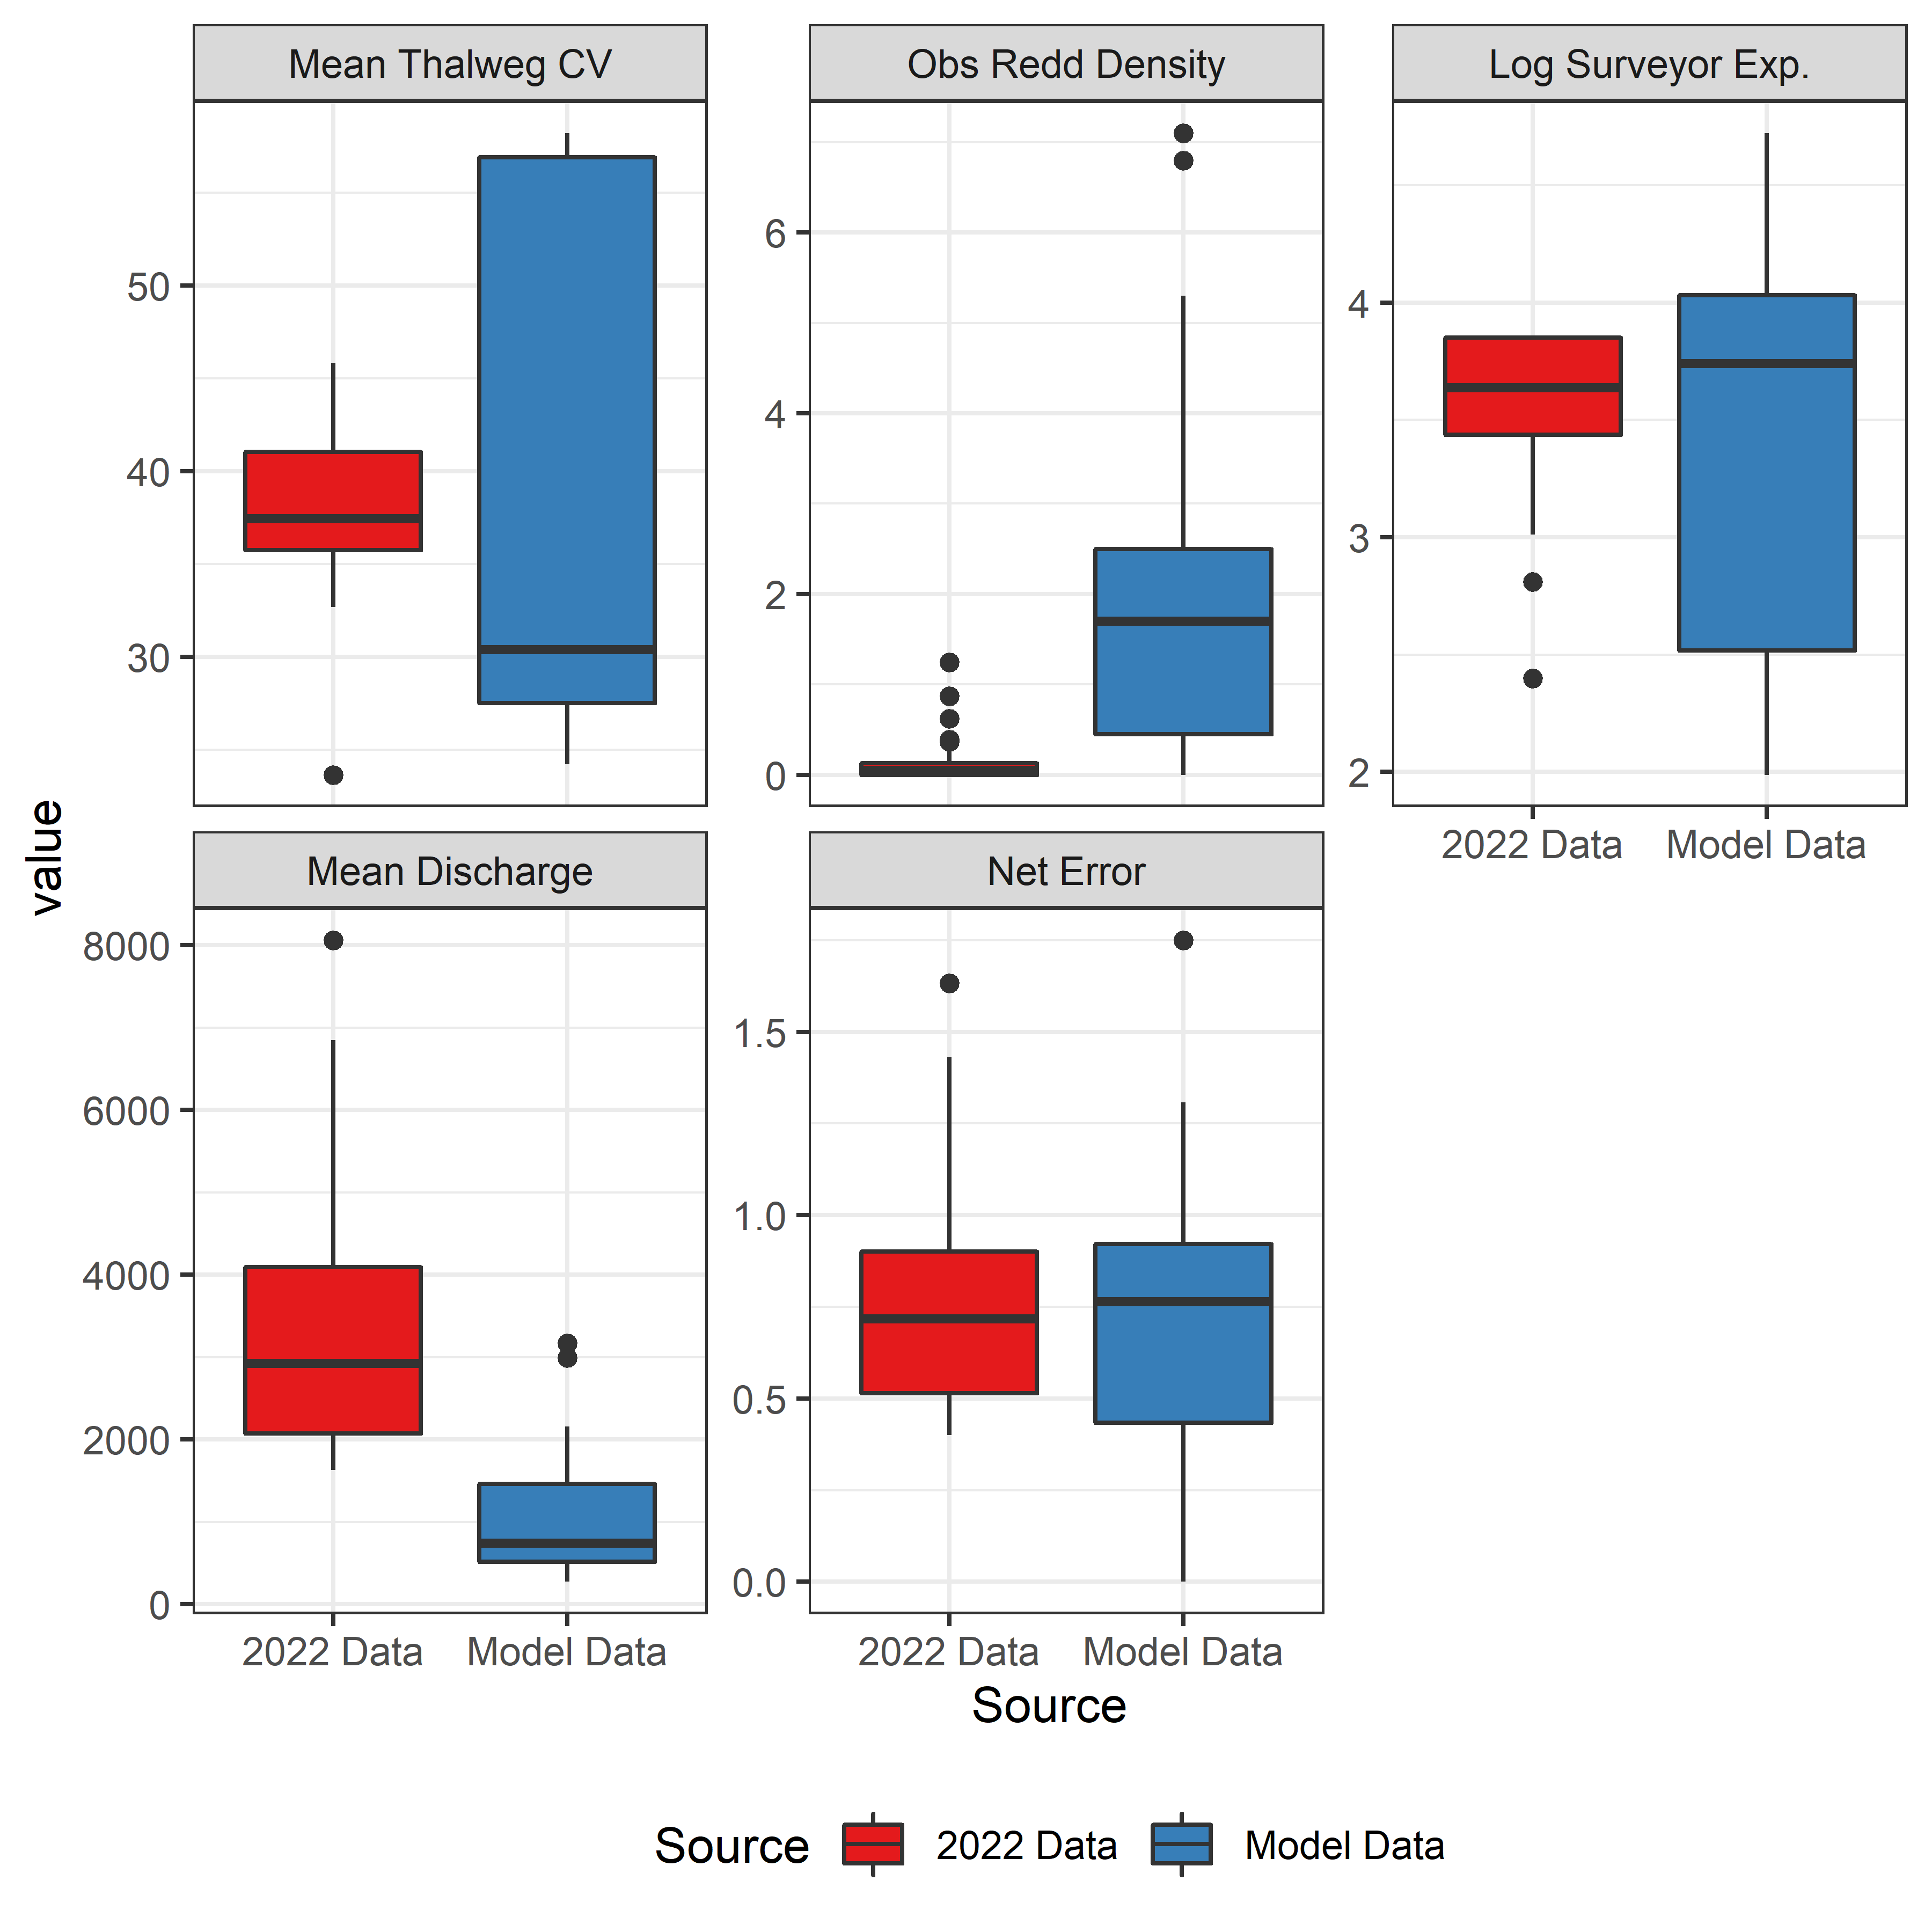 Mean Thalweg CV
Obs Redd Density
Log Surveyor Exp.
50
40
30
6
4
2
0
4
3
2
2022 Data Model Data
value
Mean Discharge
Net Error
8000
6000
4000
2000
0
1.5
1.0
0.5
0.0
2022 Data Model Data
2022 Data Model Data
Source
Source 2022 Data Model Data